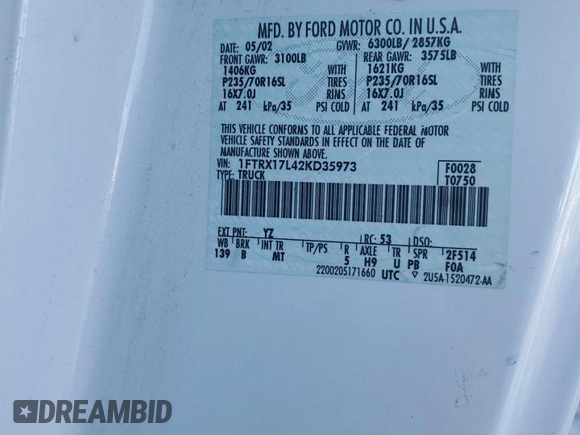 MFD. BY FORD MOTOR CO. IN U.S.A.
DATE: 05/02 GVWR: 6300LB/ 2857KG
FRONT GAWR: 3100LB REAR GAWR: 3575LB
1406KG WITH 1621KG WITH
P235/70R16SL TIRES P235/70R16SL TIRES
16X7.0J RIMS 16X7.0J RIMS
AT 241 kPa/35 PSI COLD AT 241 kPa/35 PSI COLD
THIS VEHICLE CONFORMS TO ALL APPLICABLE FEDERAL MOTOR
VEHICLE SAFETY STANDARDS IN EFFECT ON THE DATE OF
MANUFACTURE SHOWN ABOVE.
VEH. IDENT. NO.: 1FTRX17L42KD35973 F0028
TYPE: TRUCK T0750
EXT PNT: YZ RC: 53 DSO:
WB BRK INT TR TP/PS R AXLE TR SPR 2F514
139 B MT 5 H9 U PB F0A
2200205171660 UTC 2U5A-1520472-AA
DREAMBID